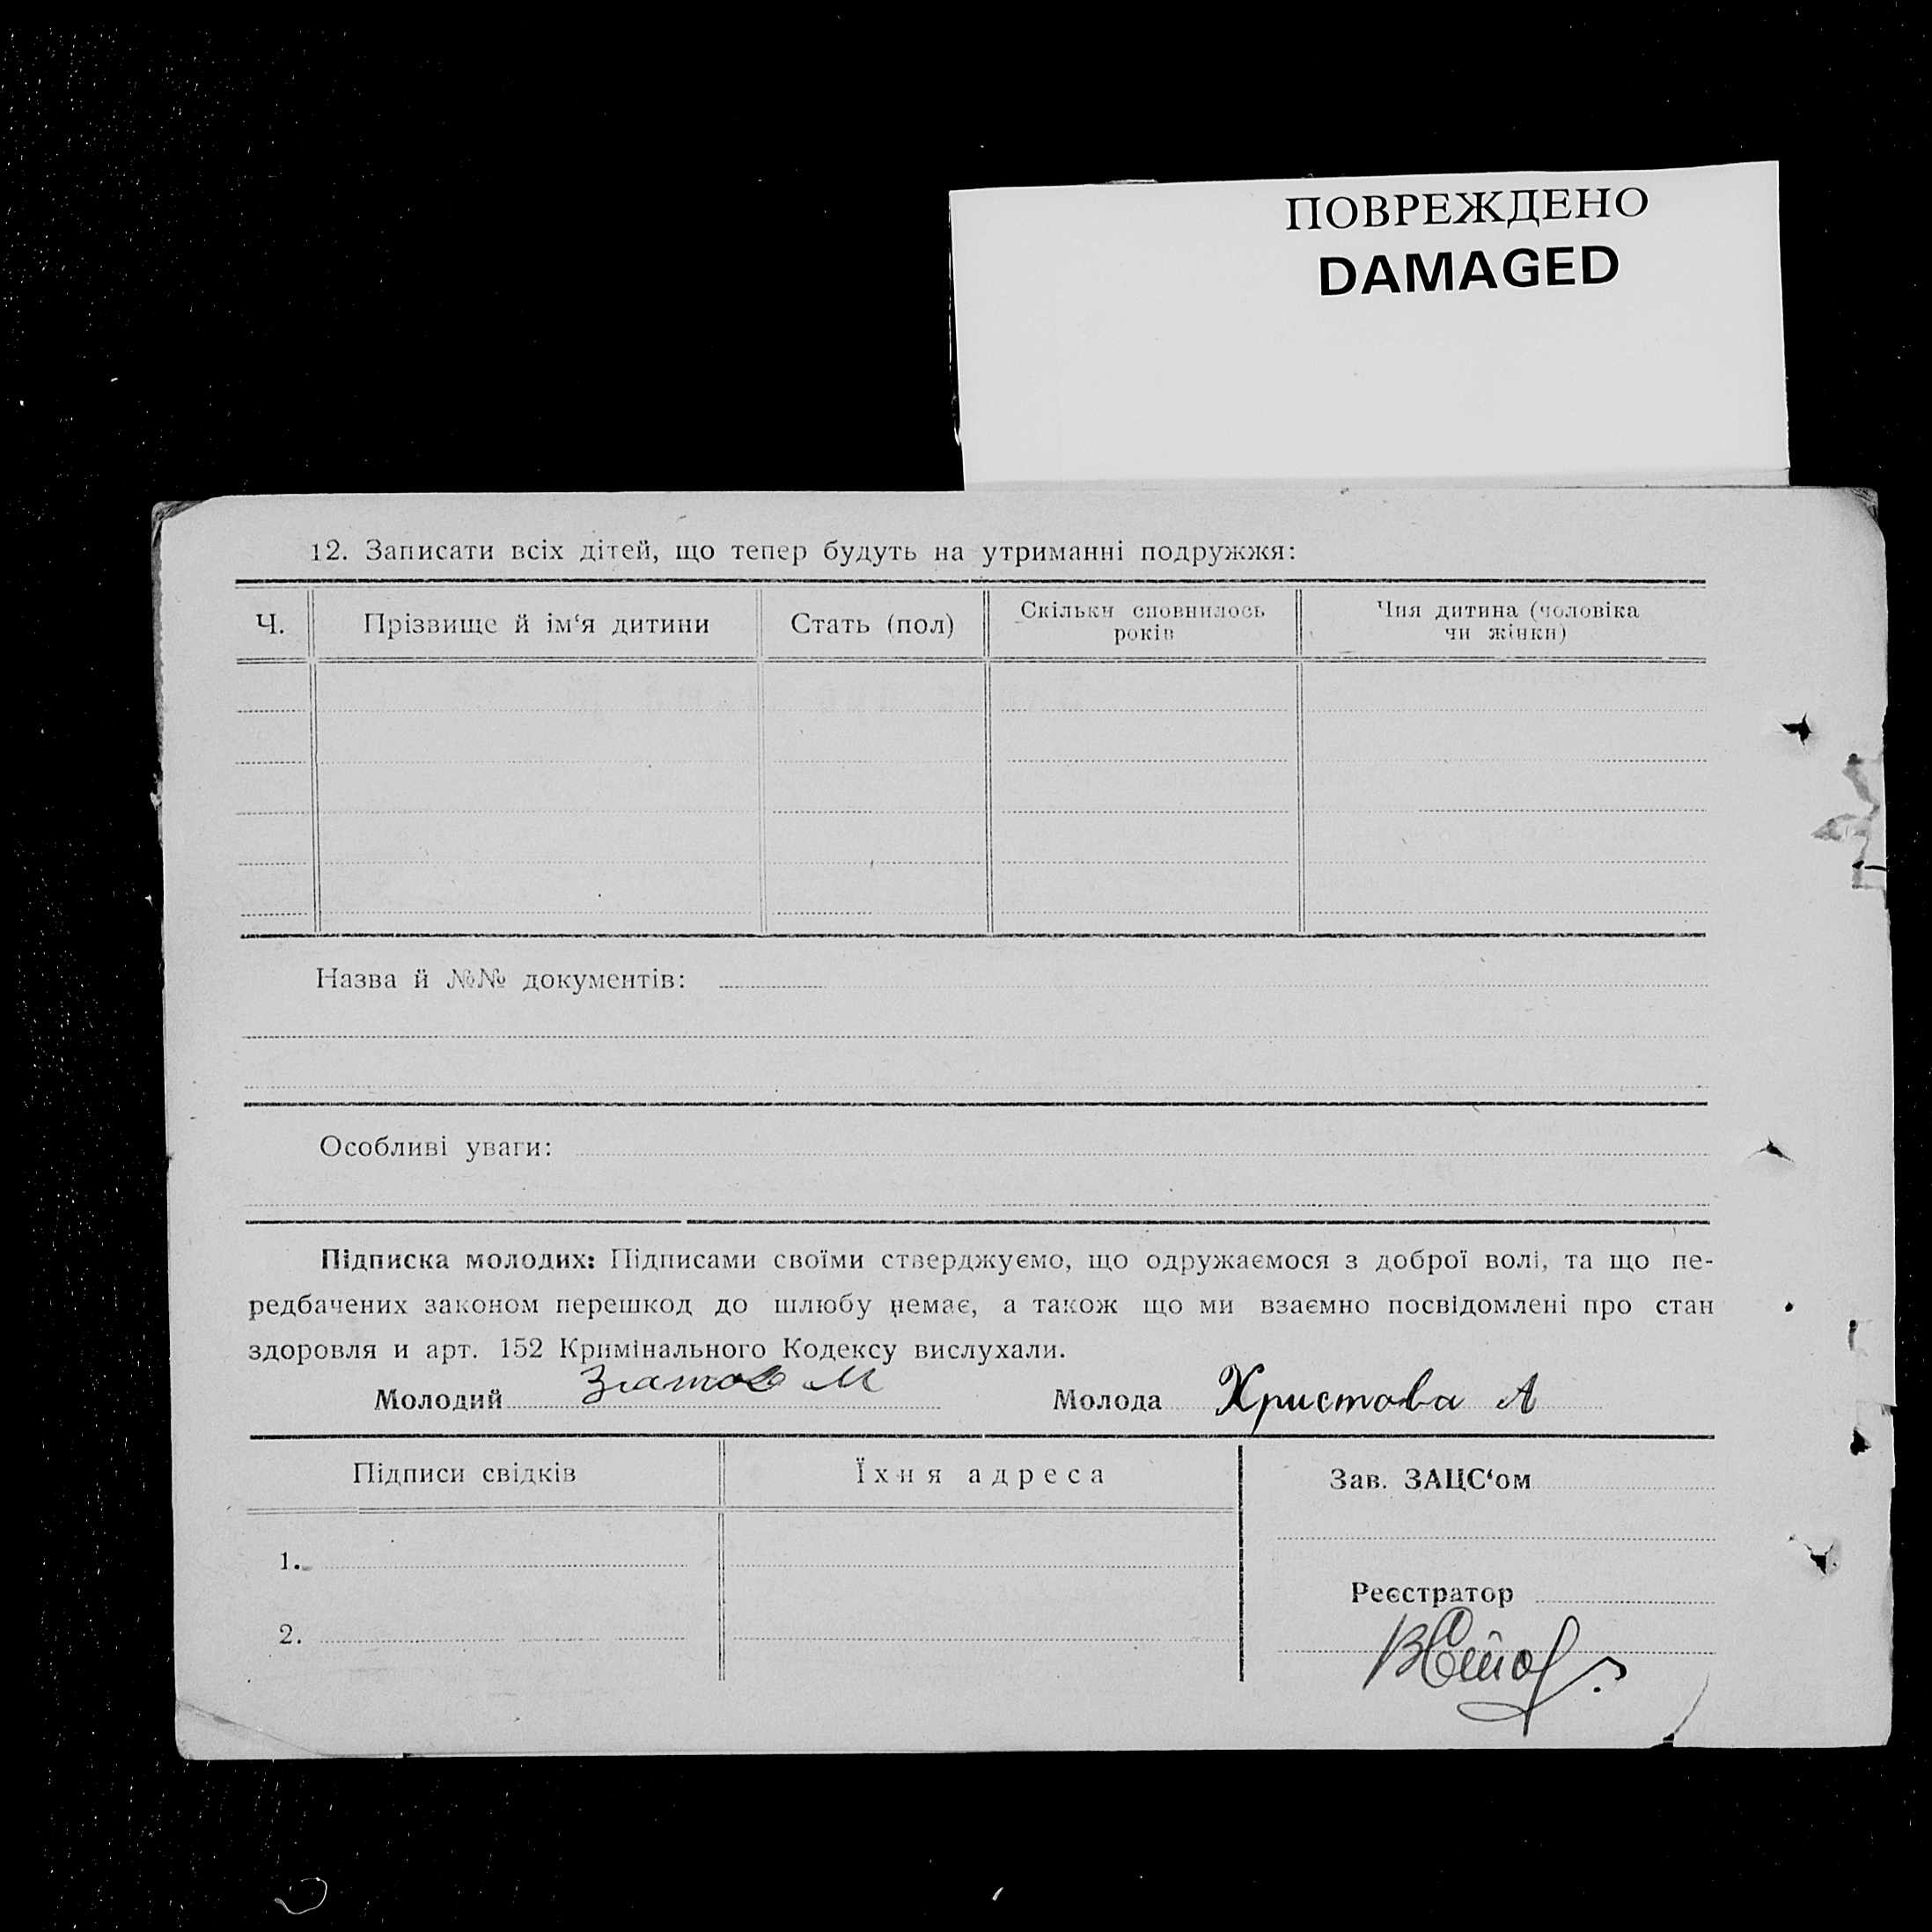 ПОВРЕЖДЕНО
DAMAGED
12. Записати всіх дітей, що тепер будуть на утриманні подружжя:
Ч. Прізвище й ім‘я дитини Стать (пол) Скільки сповнилось років Чия дитина (чоловіка чи жінки)
Назва й №№ документів:
Особливі уваги:
Підписка молодих: Підписами своїми стверджуємо, що одружаємося з доброї волі, та що пе-
редбачених законом перешкод до шлюбу немає, а також що ми взаємно посвідомлені про стан
здоровля и арт. 152 Кримінального Кодексу вислухали.
Молодий Златов М Молода Христова А
Підписи свідків Їхня адреса Зав. ЗАЦС‘ом
1.
Реєстратор
2.